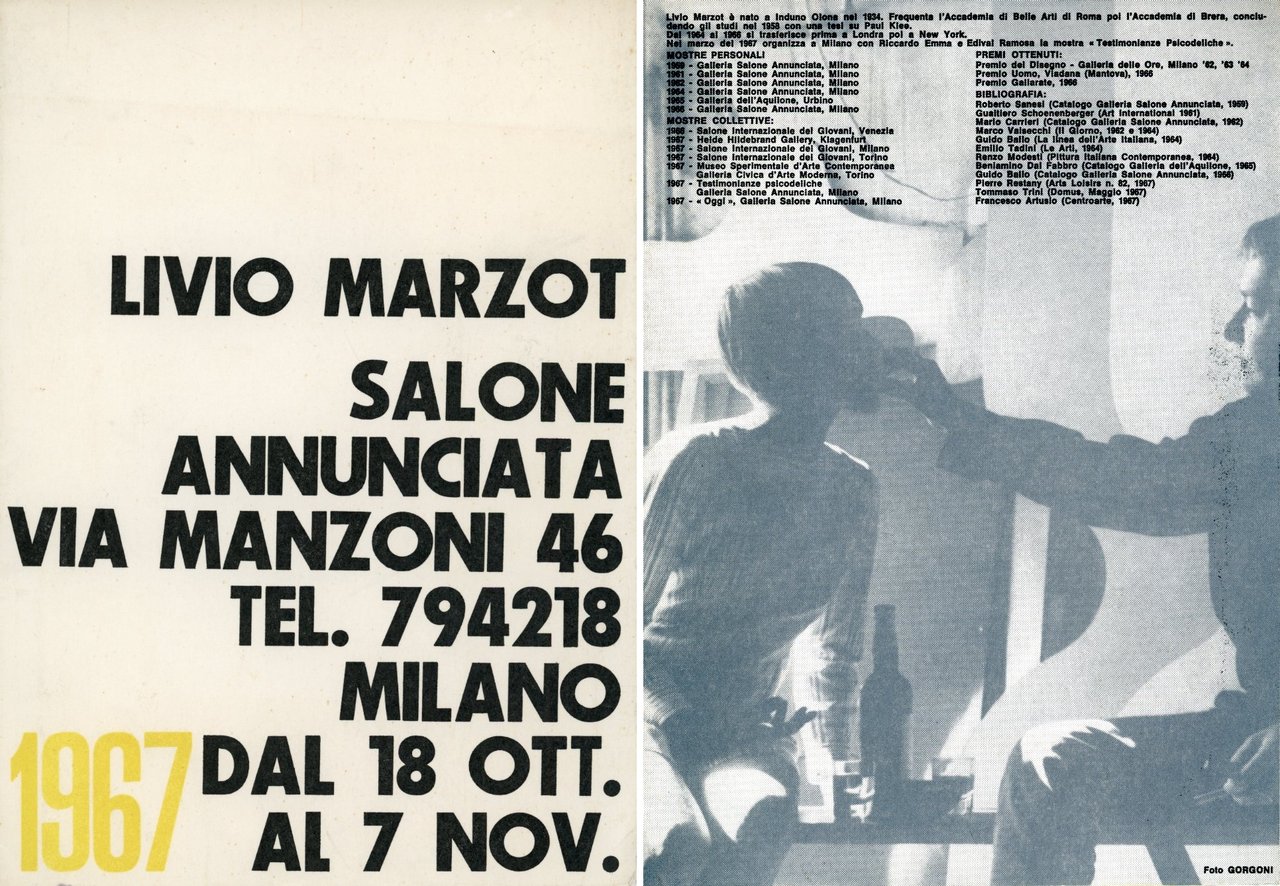 LIVIO MARZOT
SALONE
ANNUNCIATA
VIA MANZONI 46
TEL. 794218
MILANO
1967 DAL 18 OTT.
AL 7 NOV.
Livio Marzot è nato a Induno Olona nel 1934. Frequenta l'Accademia di Belle Arti di Roma poi l'Accademia di Brera, conclu-
dendo gli studi nel 1958 con una tesi su Paul Klee.
Dal 1964 al 1966 si trasferisce prima a Londra poi a New York.
Nel marzo del 1967 organizza a Milano con Riccardo Emma e Edival Ramosa la mostra « Testimonianze Psicodeliche ».
MOSTRE PERSONALI
1959 - Galleria Salone Annunciata, Milano
1961 - Galleria Salone Annunciata, Milano
1962 - Galleria Salone Annunciata, Milano
1964 - Galleria Salone Annunciata, Milano
1965 - Galleria dell'Aquilone, Urbino
1966 - Galleria Salone Annunciata, Milano
MOSTRE COLLETTIVE:
1966 - Salone Internazionale dei Giovani, Venezia
1967 - Heide Hildebrand Gallery, Klagenfurt
1967 - Salone Internazionale dei Giovani, Milano
1967 - Salone Internazionale dei Giovani, Torino
1967 - Museo Sperimentale d'Arte Contemporanea
Galleria Civica d'Arte Moderna, Torino
1967 - Testimonianze psicodeliche
Galleria Salone Annunciata, Milano
1967 - « Oggi », Galleria Salone Annunciata, Milano
PREMI OTTENUTI:
Premio del Disegno - Galleria delle Ore, Milano '62, '63 '64
Premio Uomo, Viadana (Mantova), 1966
Premio Gallarate, 1966
BIBLIOGRAFIA:
Roberto Sanesi (Catalogo Galleria Salone Annunciata, 1959)
Gualtiero Schoenenberger (Art International 1961)
Mario Carrieri (Catalogo Galleria Salone Annunciata, 1962)
Marco Valsecchi (Il Giorno, 1962 e 1964)
Guido Ballo (La linea dell'Arte Italiana, 1964)
Emilio Tadini (Le Arti, 1964)
Renzo Modesti (Pittura Italiana Contemporanea, 1964)
Beniamino Dal Fabbro (Catalogo Galleria dell'Aquilone, 1965)
Guido Ballo (Catalogo Galleria Salone Annunciata, 1966)
Pierre Restany (Arts Loisirs n. 82, 1967)
Tommaso Trini (Domus, Maggio 1967)
Francesco Artusio (Centroarte, 1967)
Foto GORGONI